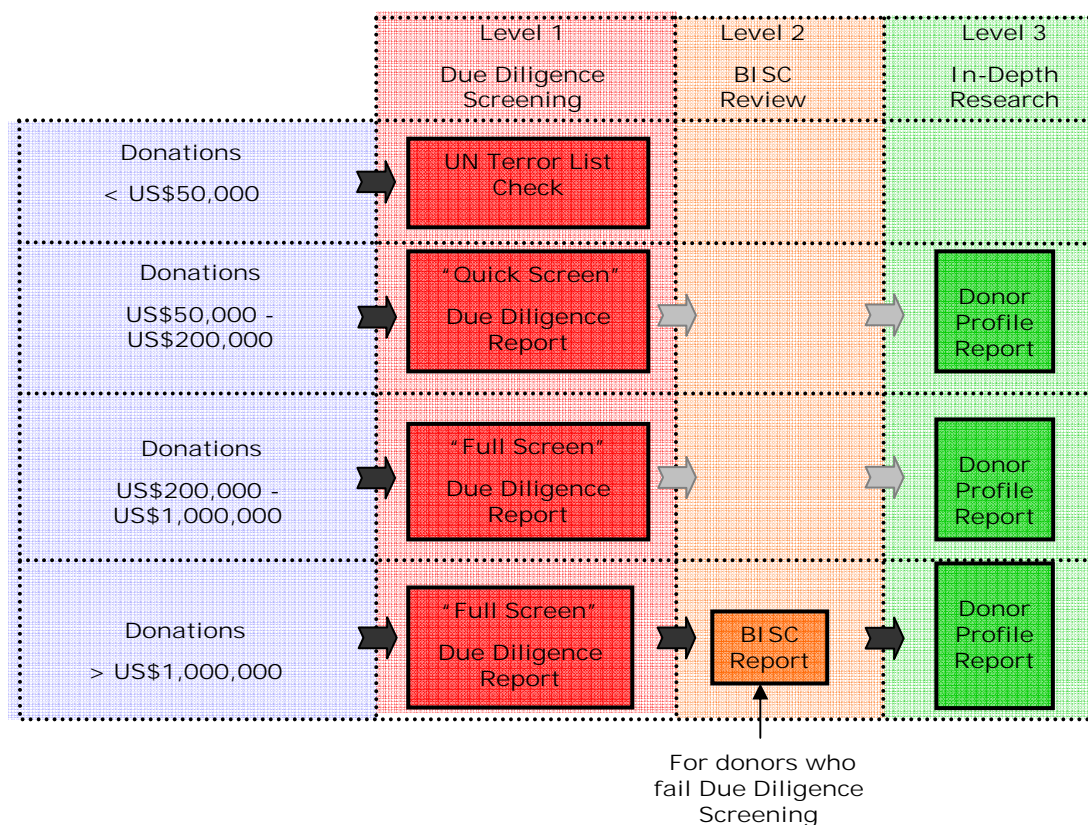 Level 1
Due Diligence
Screening
Level 2
BISC
Review
Level 3
In-Depth
Research
Donations
< US$50,000
UN Terror List
Check
Donations
US$50,000 -
US$200,000
"Quick Screen"
Due Diligence
Report
Donor
Profile
Report
Donations
US$200,000 -
US$1,000,000
"Full Screen"
Due Diligence
Report
Donor
Profile
Report
Donations
> US$1,000,000
"Full Screen"
Due Diligence
Report
BISC
Report
Donor
Profile
Report
For donors who
fail Due Diligence
Screening